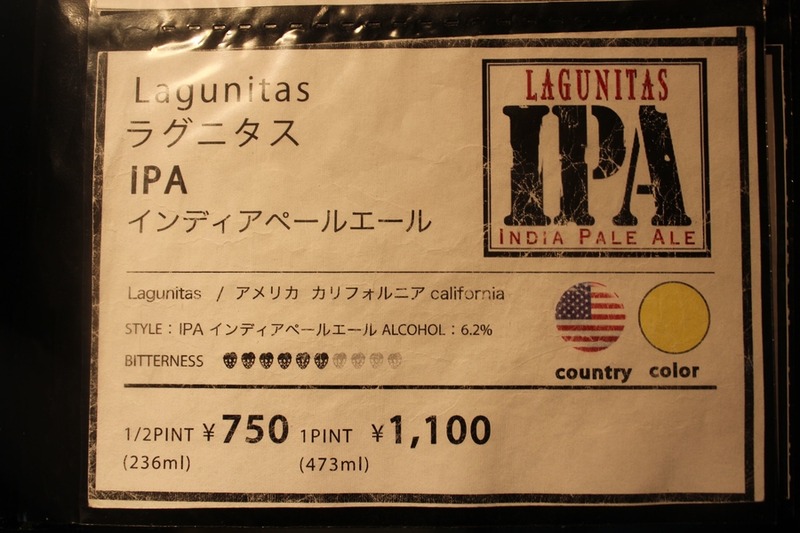 Lagunitas
ラグニタス
IPA
インディアペールエール
LAGUNITAS
IPA
INDIA PALE ALE
Lagunitas / アメリカ カリフォルニア california
STYLE：IPA インディアペールエール ALCOHOL：6.2%
BITTERNESS
country color
1/2PINT ¥750 1PINT ¥1,100
(236ml) (473ml)